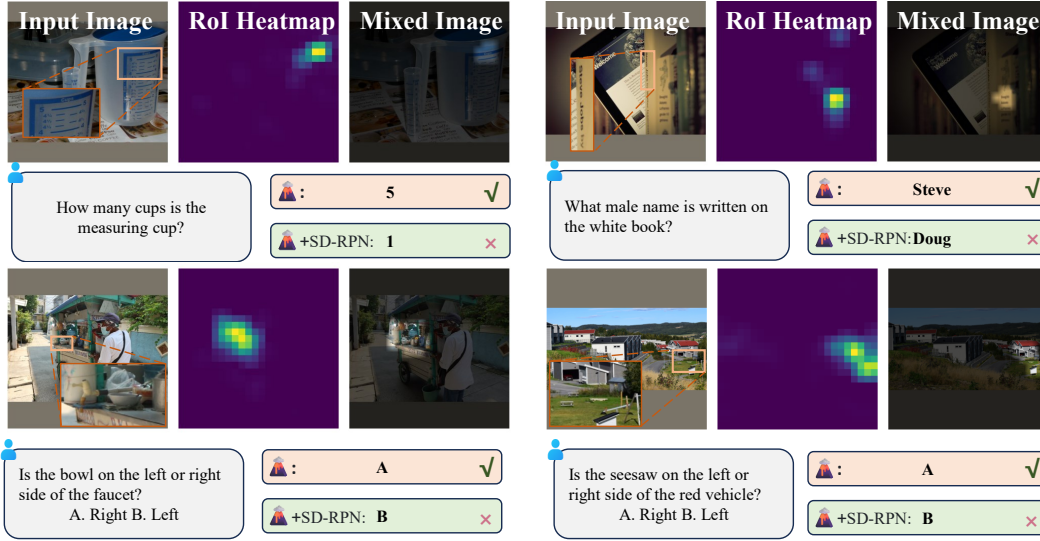 Input Image RoI Heatmap Mixed Image
How many cups is the
measuring cup?
: 5 √
+SD-RPN: 1 ×
Input Image RoI Heatmap Mixed Image
Welcome
Steve Jobs
What male name is written on
the white book?
: Steve √
+SD-RPN: Doug ×
Is the bowl on the left or right
side of the faucet?
A. Right B. Left
: A √
+SD-RPN: B ×
Is the seesaw on the left or
right side of the red vehicle?
A. Right B. Left
: A √
+SD-RPN: B ×